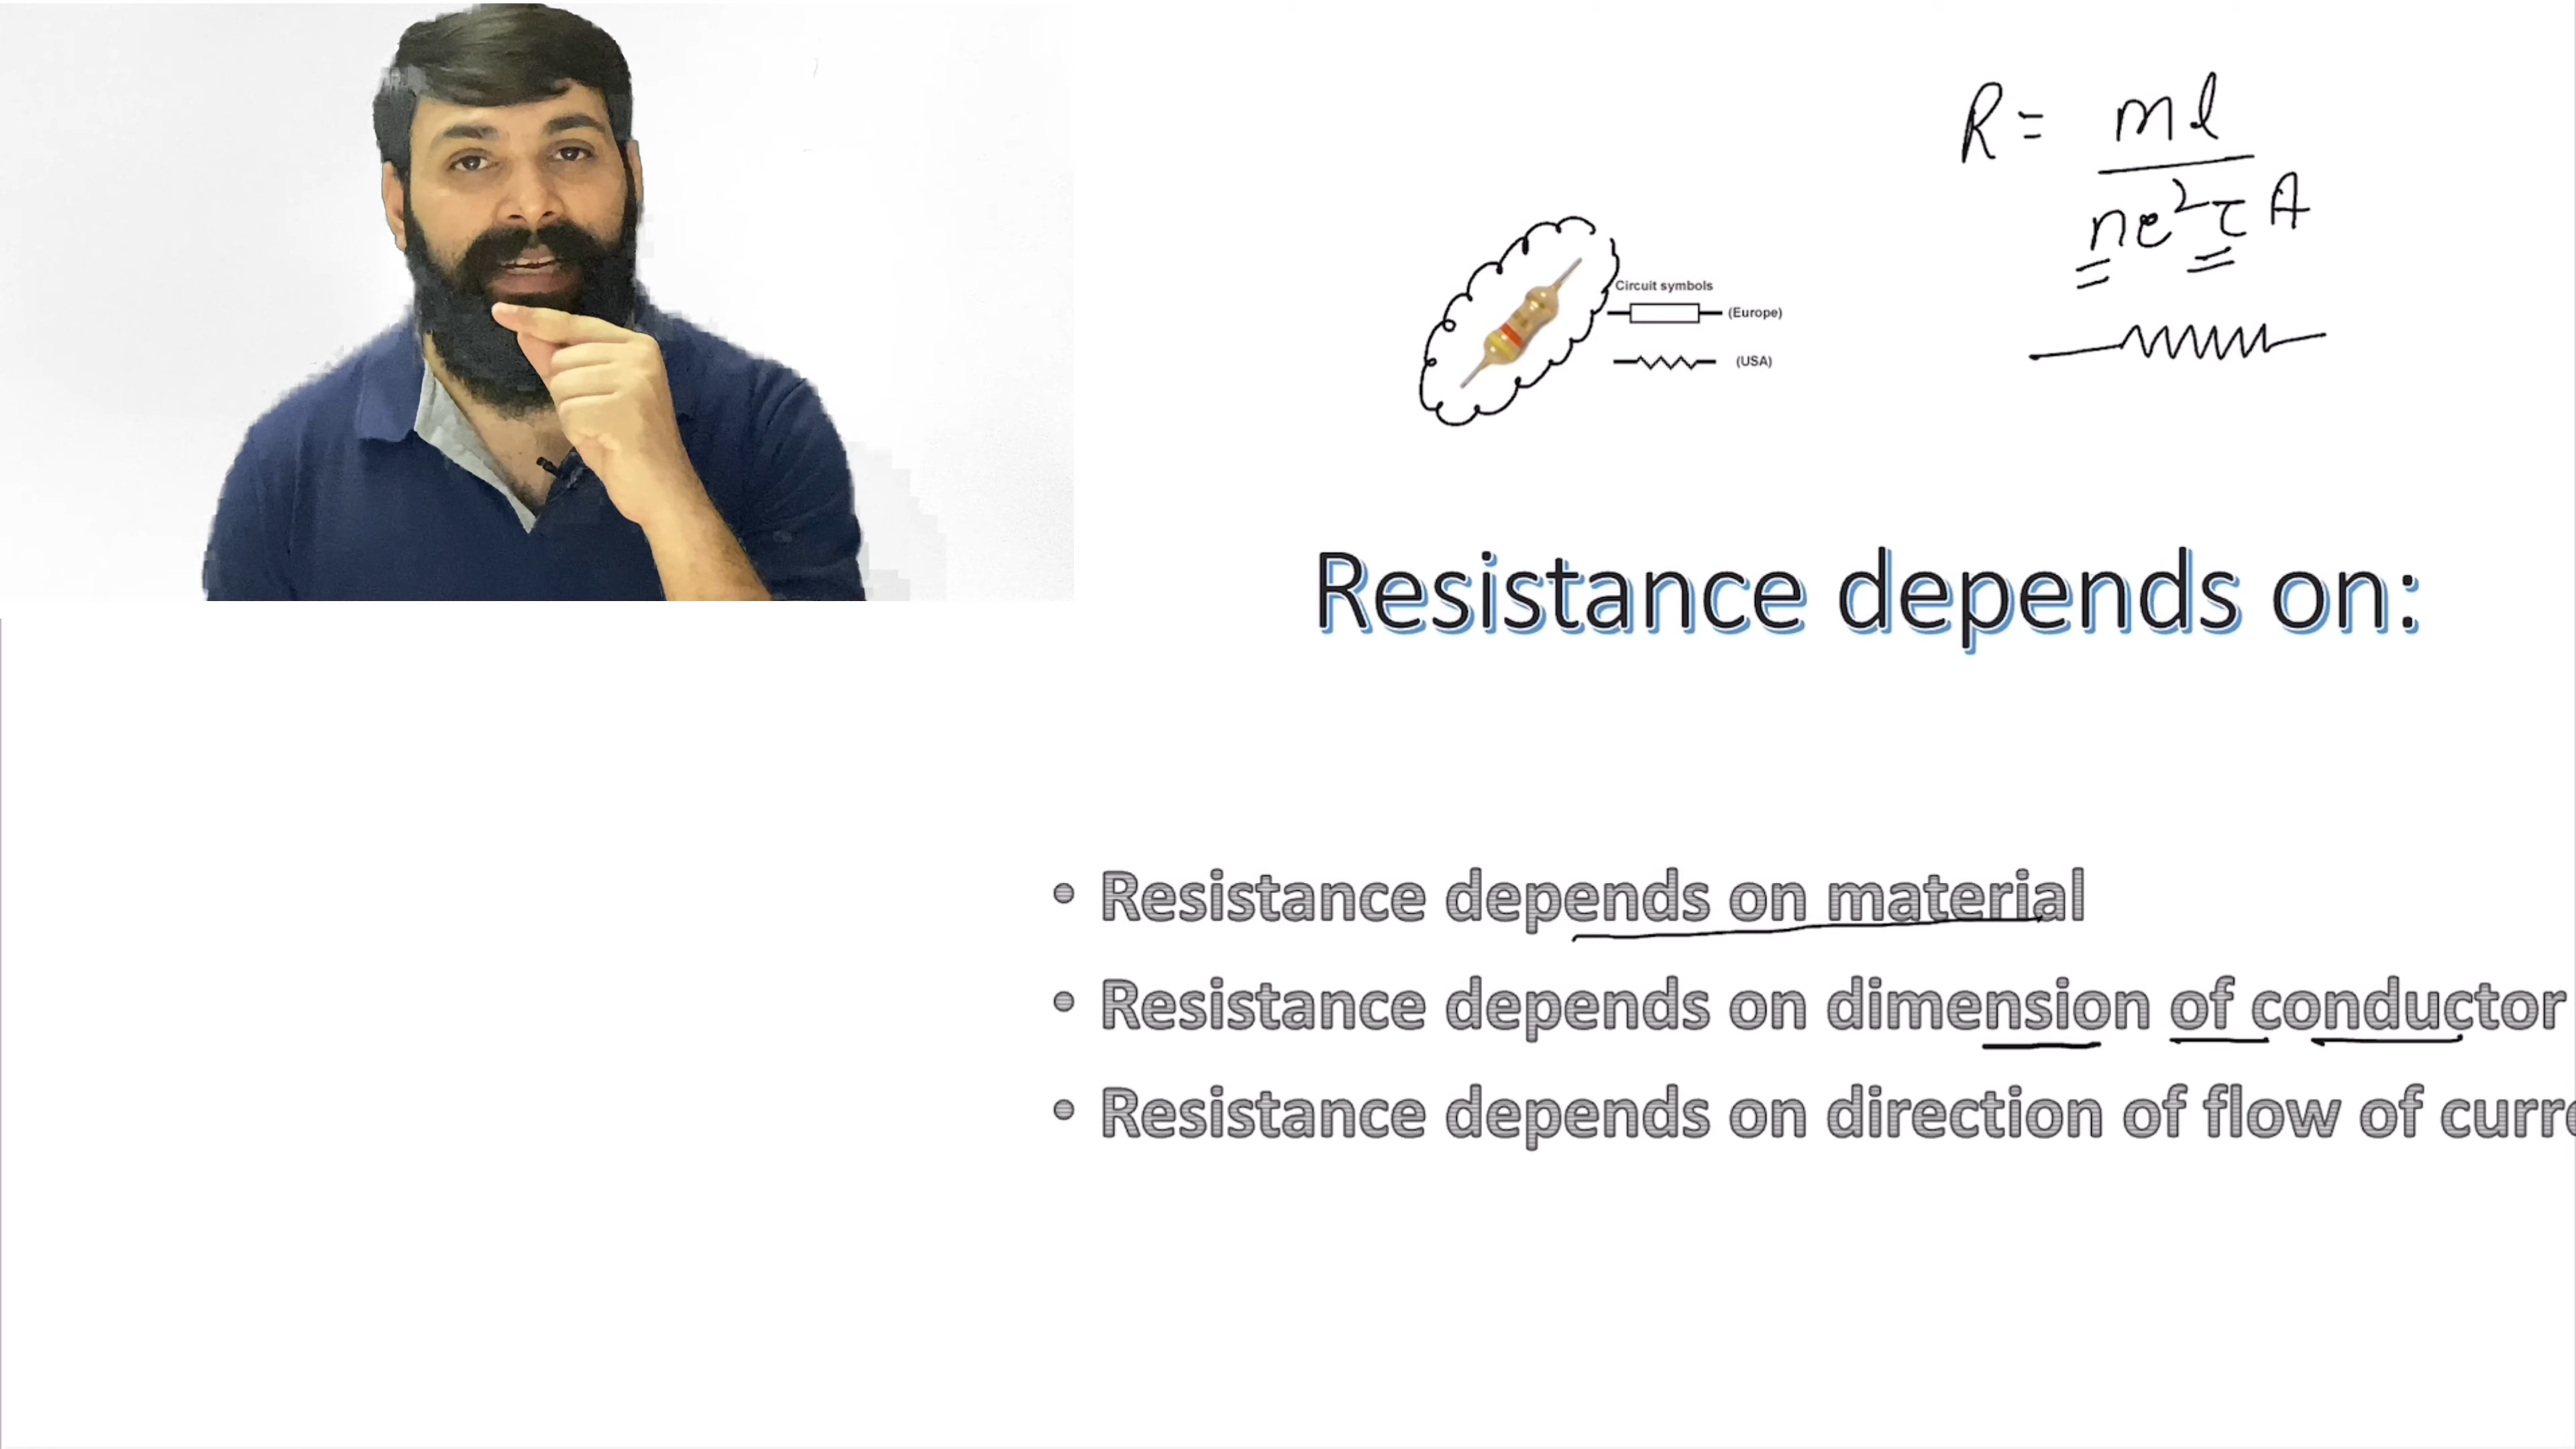 R = ml
ne²τA
Circuit symbols
(Europe)
(USA)
Resistance depends on:
• Resistance depends on material
• Resistance depends on dimension of conductor
• Resistance depends on direction of flow of curre